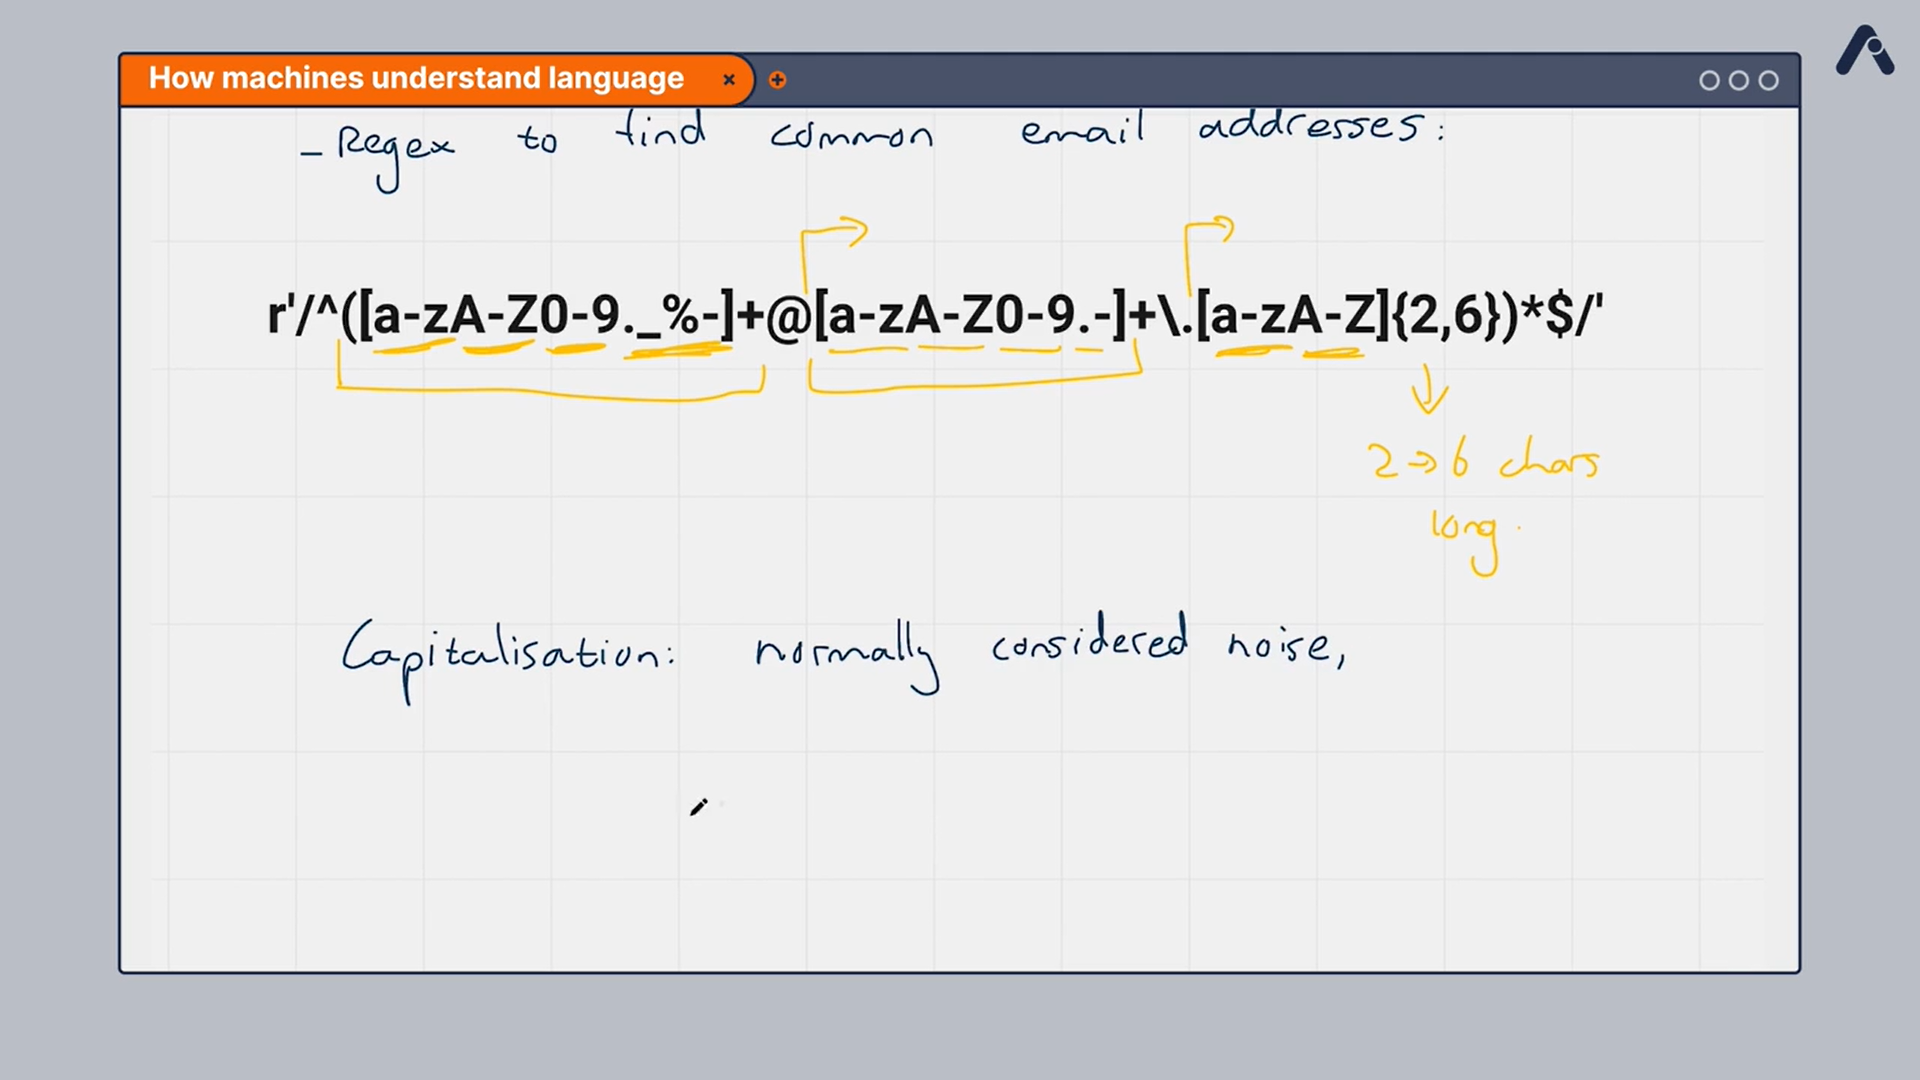 How machines understand language
- Regex to find common email addresses:
r'/^([a-zA-Z0-9._%-]+@[a-zA-Z0-9.-]+\.[a-zA-Z]{2,6})*$/'
2→6 chars
long.
Capitalisation: normally considered noise,